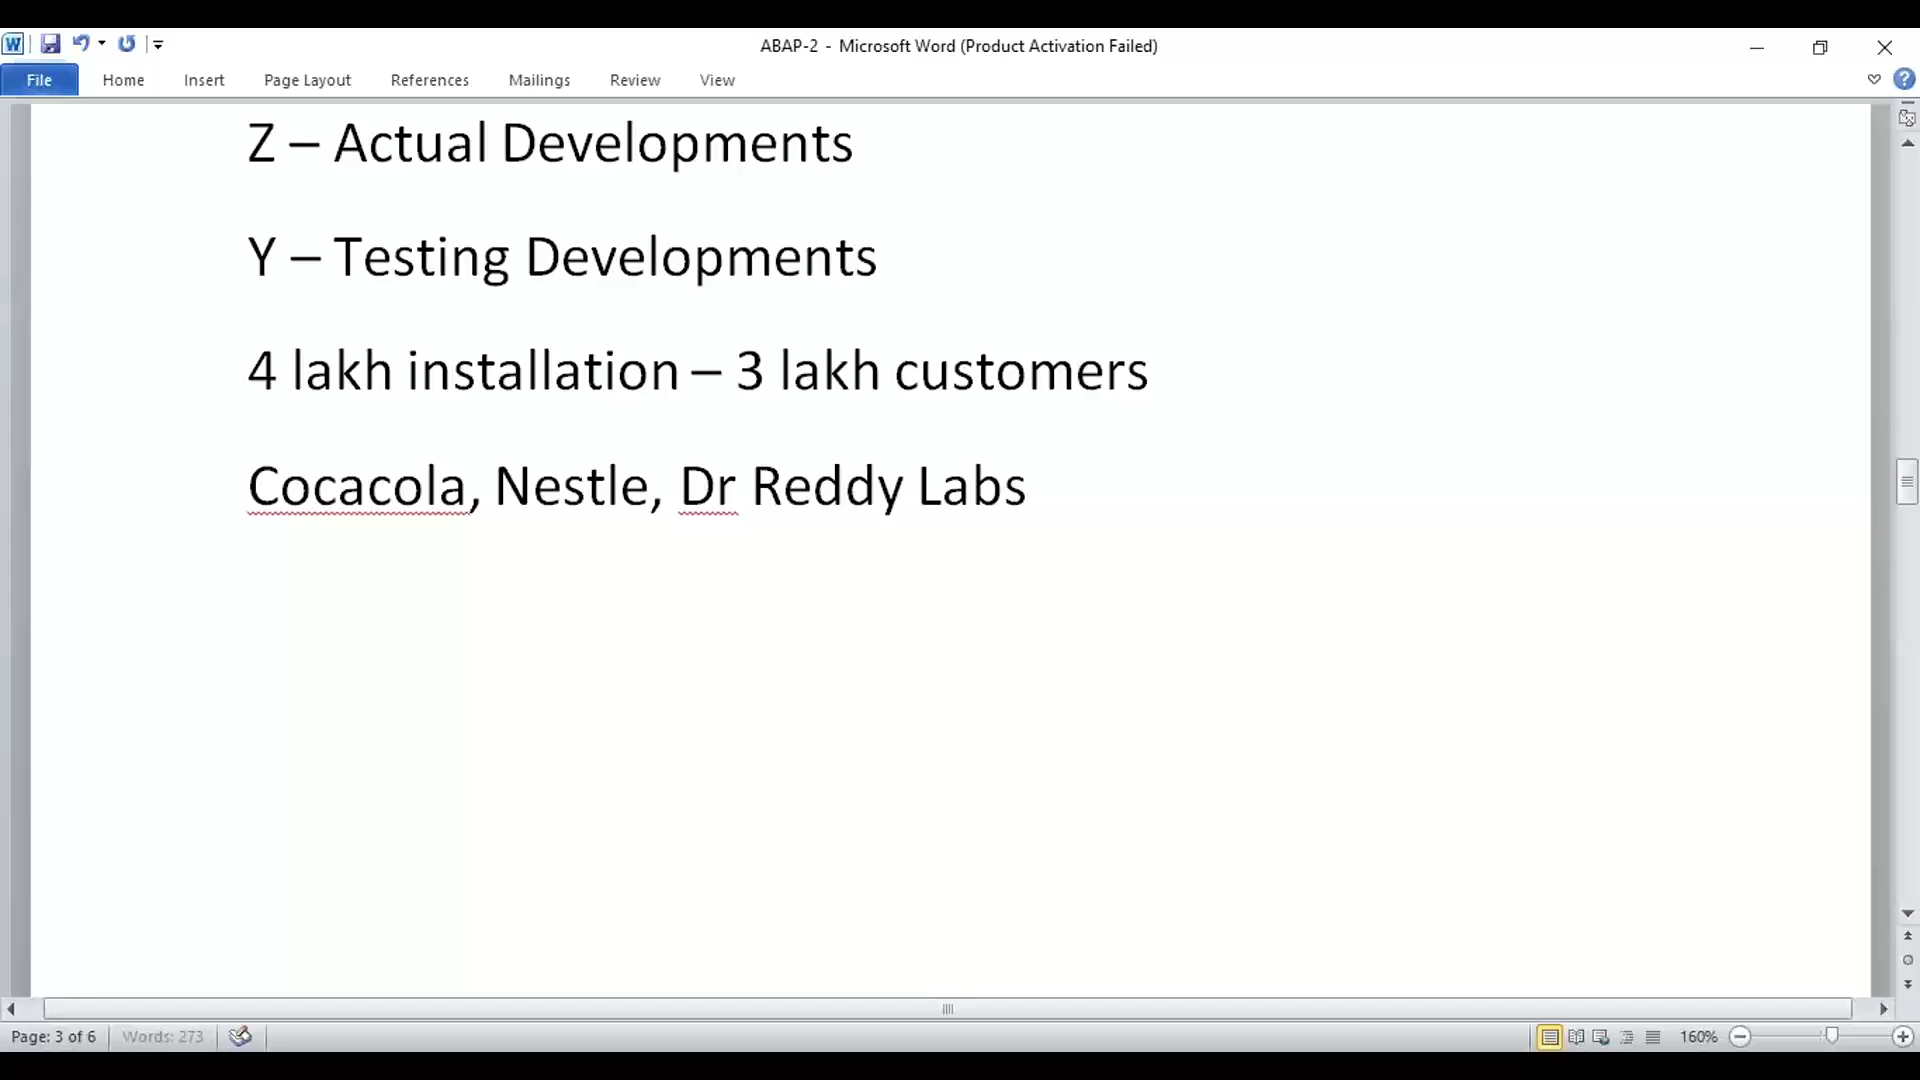 ABAP-2 - Microsoft Word (Product Activation Failed)
File Home Insert Page Layout References Mailings Review View
Z – Actual Developments
Y – Testing Developments
4 lakh installation – 3 lakh customers
Cocacola, Nestle, Dr Reddy Labs
Page: 3 of 6 Words: 273 160%